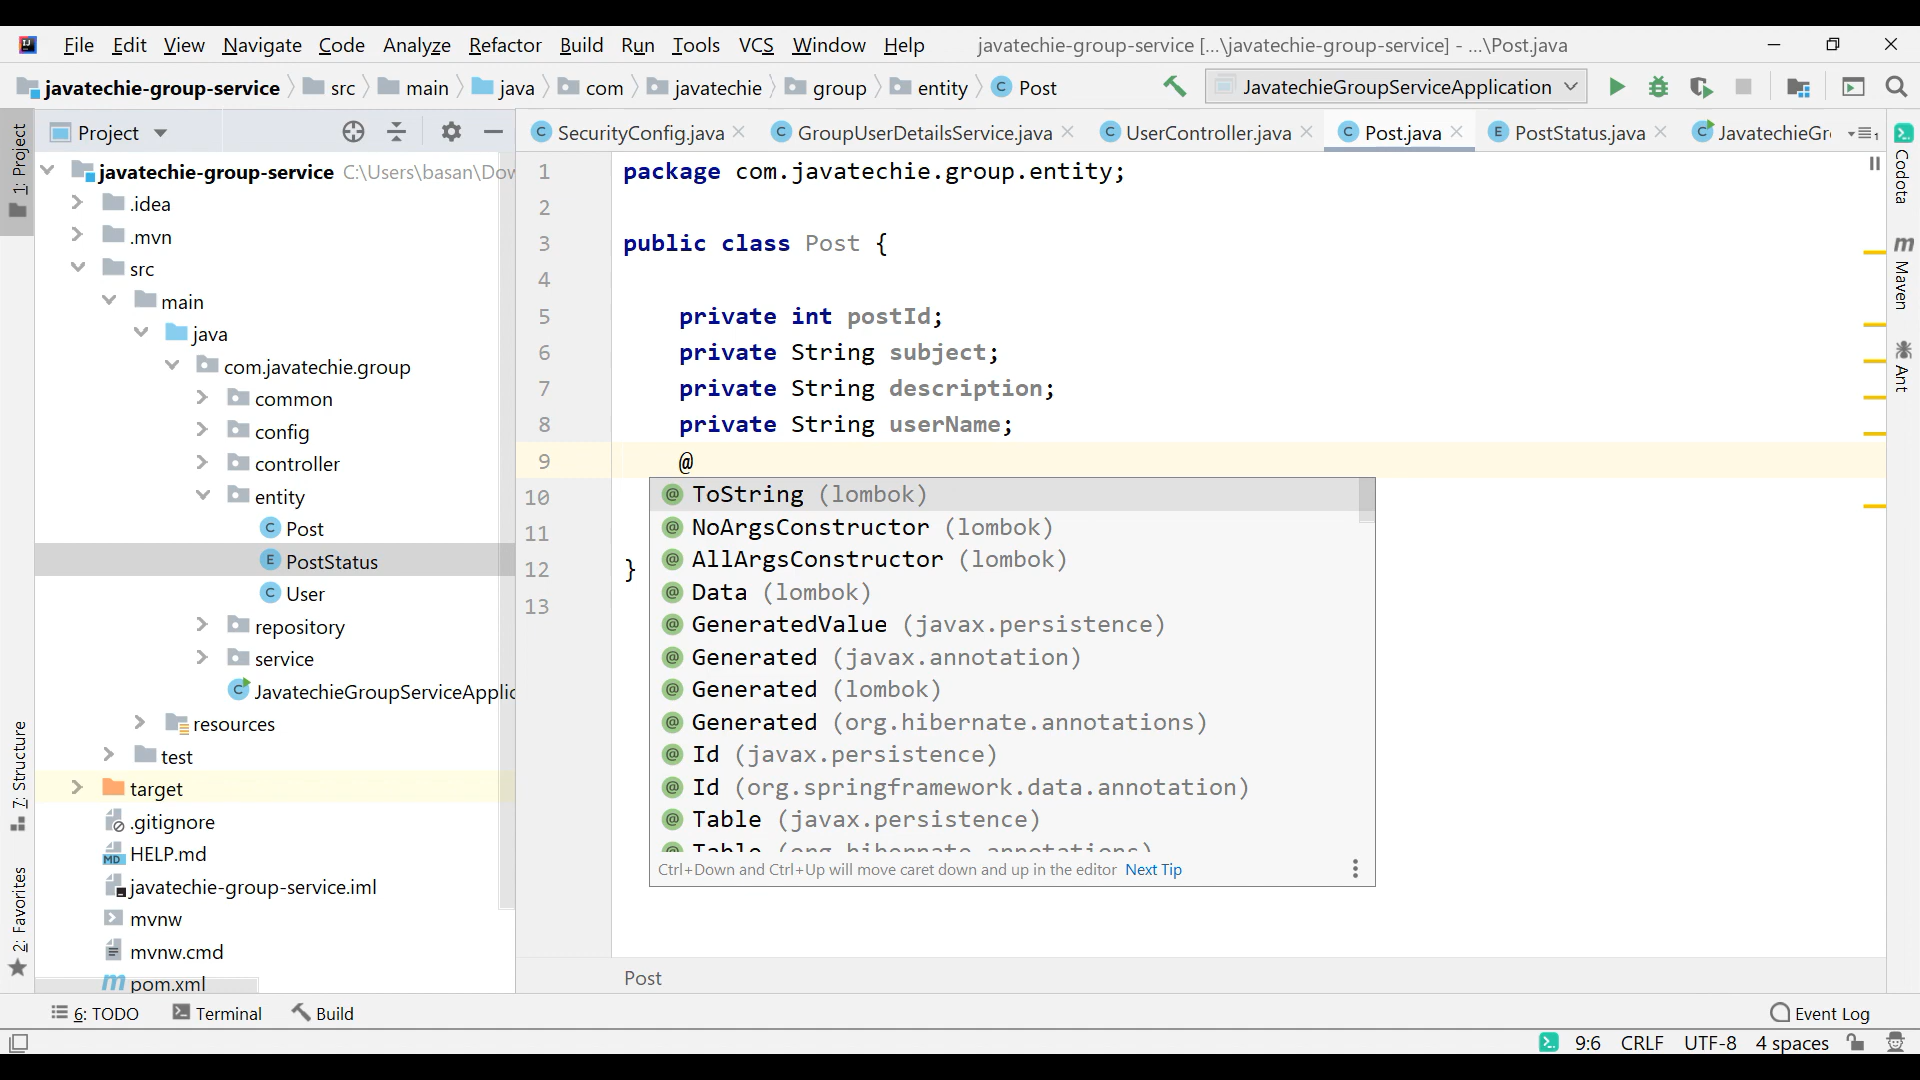 File Edit View Navigate Code Analyze Refactor Build Run Tools VCS Window Help javatechie-group-service [...\javatechie-group-service] - ...\Post.java
javatechie-group-service src main java com javatechie group entity Post JavatechieGroupServiceApplication
Project SecurityConfig.java GroupUserDetailsService.java UserController.java Post.java PostStatus.java JavatechieGr
1: Project
javatechie-group-service C:\Users\basan\Dow
.idea
.mvn
src
main
java
com.javatechie.group
common
config
controller
entity
Post
PostStatus
User
repository
service
JavatechieGroupServiceApplic
resources
test
target
.gitignore
HELP.md
javatechie-group-service.iml
mvnw
mvnw.cmd
pom.xml
7: Structure
2: Favorites
1 package com.javatechie.group.entity;
2
3 public class Post {
4
5 private int postId;
6 private String subject;
7 private String description;
8 private String userName;
9 @
10
11
12 }
13
@ ToString (lombok)
@ NoArgsConstructor (lombok)
@ AllArgsConstructor (lombok)
@ Data (lombok)
@ GeneratedValue (javax.persistence)
@ Generated (javax.annotation)
@ Generated (lombok)
@ Generated (org.hibernate.annotations)
@ Id (javax.persistence)
@ Id (org.springframework.data.annotation)
@ Table (javax.persistence)
@ Table (org.hibernate.annotations)
Ctrl+Down and Ctrl+Up will move caret down and up in the editor Next Tip
Post
Codota
Maven
Ant
6: TODO Terminal Build Event Log
9:6 CRLF UTF-8 4 spaces